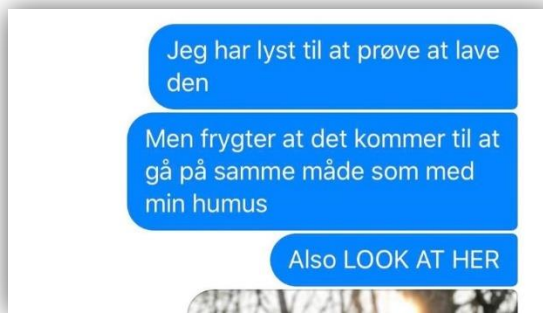 Jeg har lyst til at prøve at lave
den
Men frygter at det kommer til at
gå på samme måde som med
min humus
Also LOOK AT HER